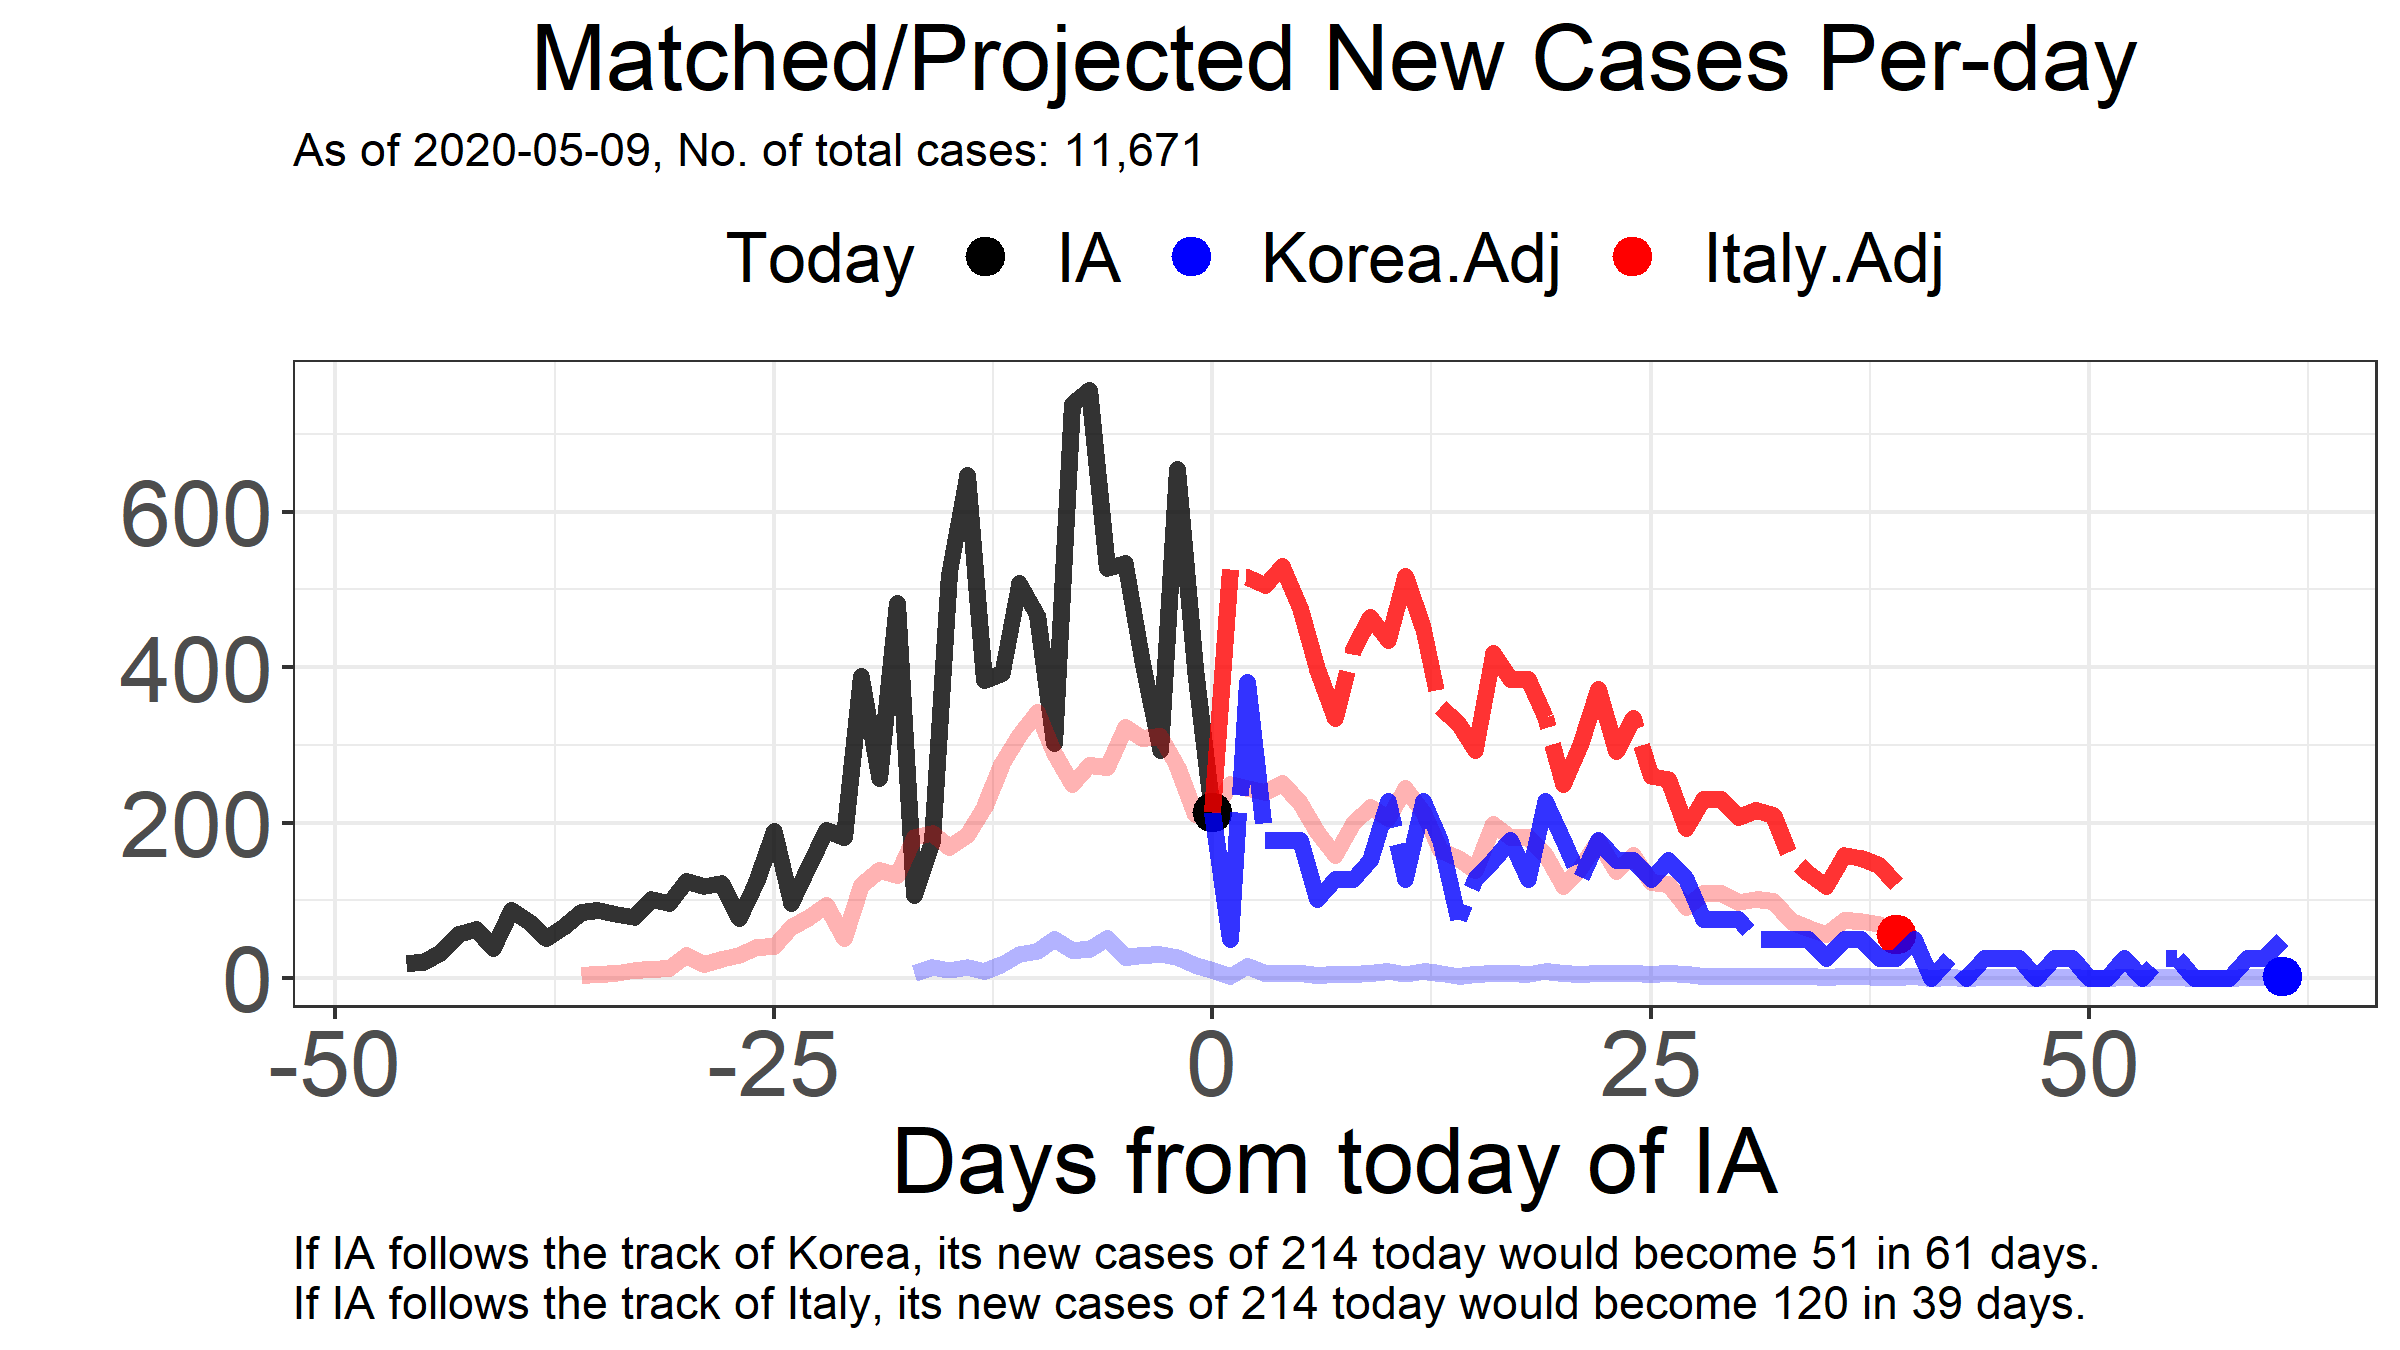 Matched/Projected New Cases Per-day
As of 2020-05-09, No. of total cases: 11,671
Today IA Korea.Adj Italy.Adj
600
400
200
0
-50 -25 0 25 50
Days from today of IA
If IA follows the track of Korea, its new cases of 214 today would become 51 in 61 days.
If IA follows the track of Italy, its new cases of 214 today would become 120 in 39 days.